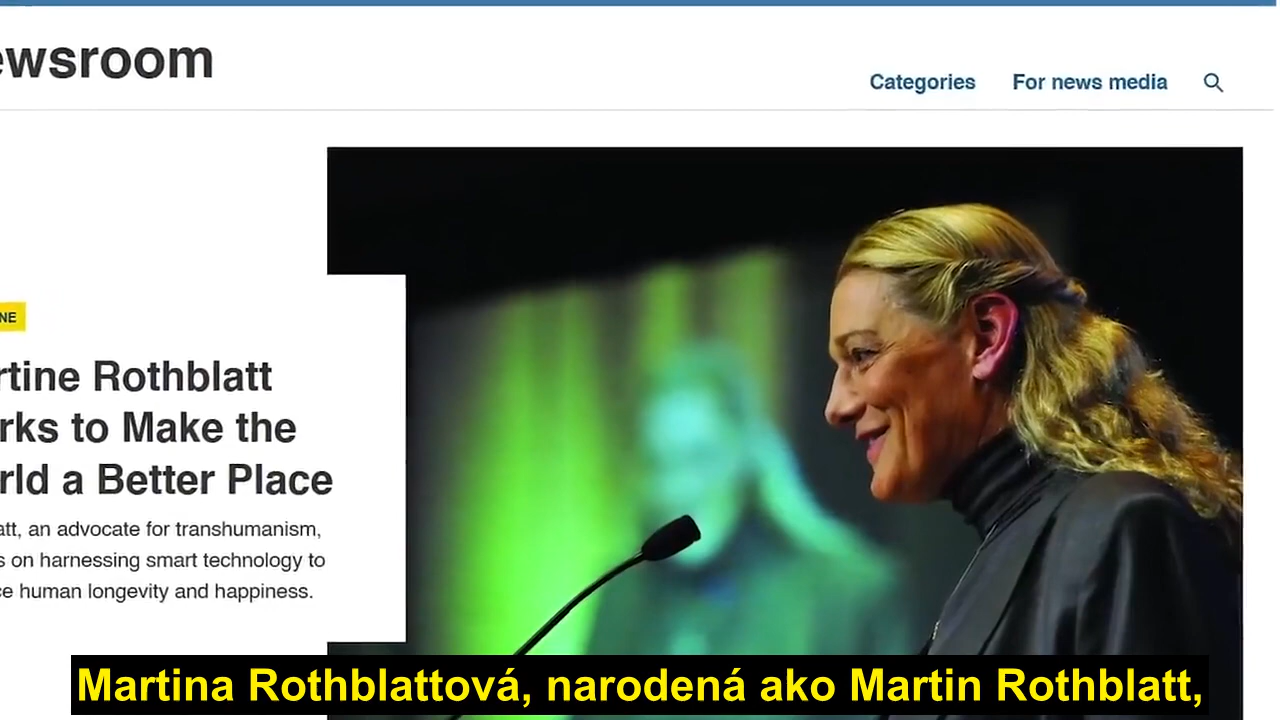 ewsroom
Categories
For news media
NE
rtine Rothblatt
rks to Make the
rld a Better Place
att, an advocate for transhumanism,
s on harnessing smart technology to
ce human longevity and happiness.
Martina Rothblattová, narodená ako Martin Rothblatt,